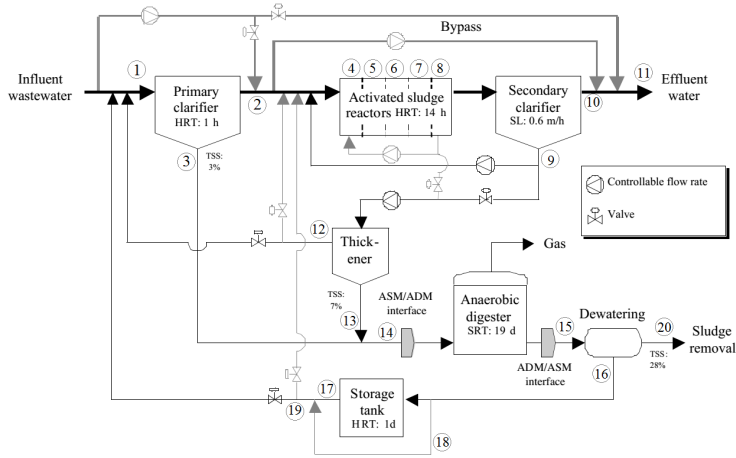 Bypass
Influent
wastewater
1
Primary
clarifier
HRT: 1 h
2
3
TSS:
3%
4
5
6
7
8
Activated sludge
reactors HRT: 14 h
Secondary
clarifier
SL: 0.6 m/h
9
10
11
Effluent
water
Controllable flow rate
Valve
12
Thick-
ener
TSS:
7%
13
ASM/ADM
interface
14
Gas
Anaerobic
digester
SRT: 19 d
15
ADM/ASM
interface
Dewatering
16
20
TSS:
28%
Sludge
removal
17
Storage
tank
HRT: 1d
18
19